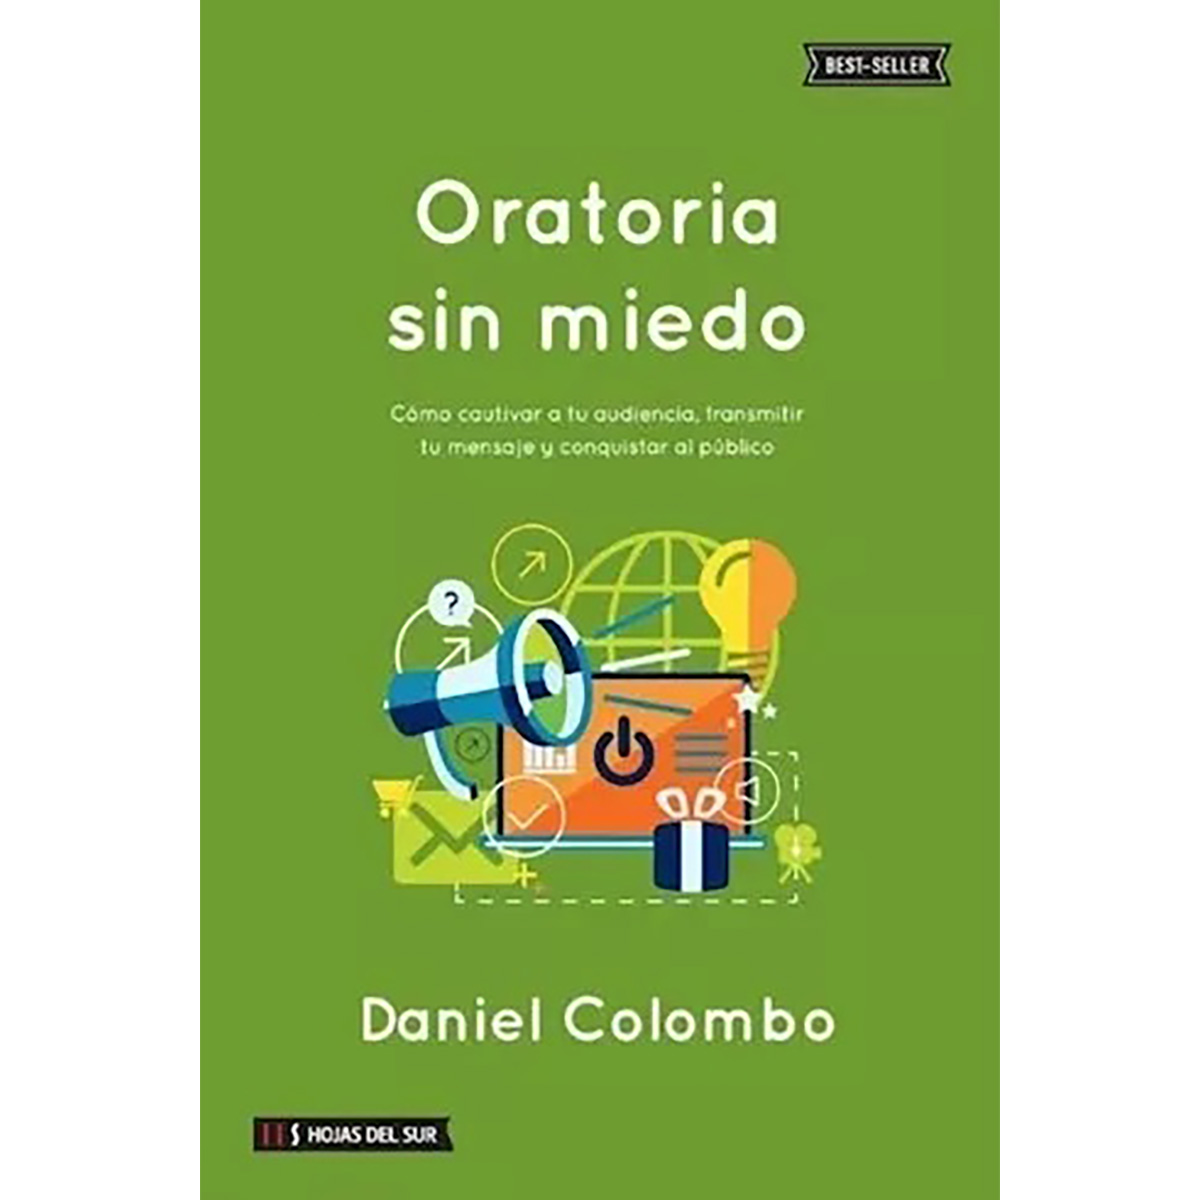 BEST-SELLER
Oratoria
sin miedo
Cómo cautivar a tu audiencia, transmitir
tu mensaje y conquistar al público
?
Daniel Colombo
HOJAS DEL SUR